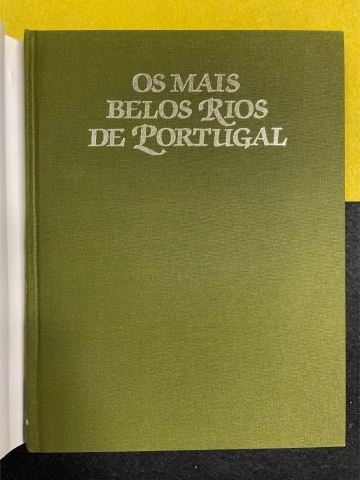 OS MAIS
BELOS RIOS
DE PORTUGAL